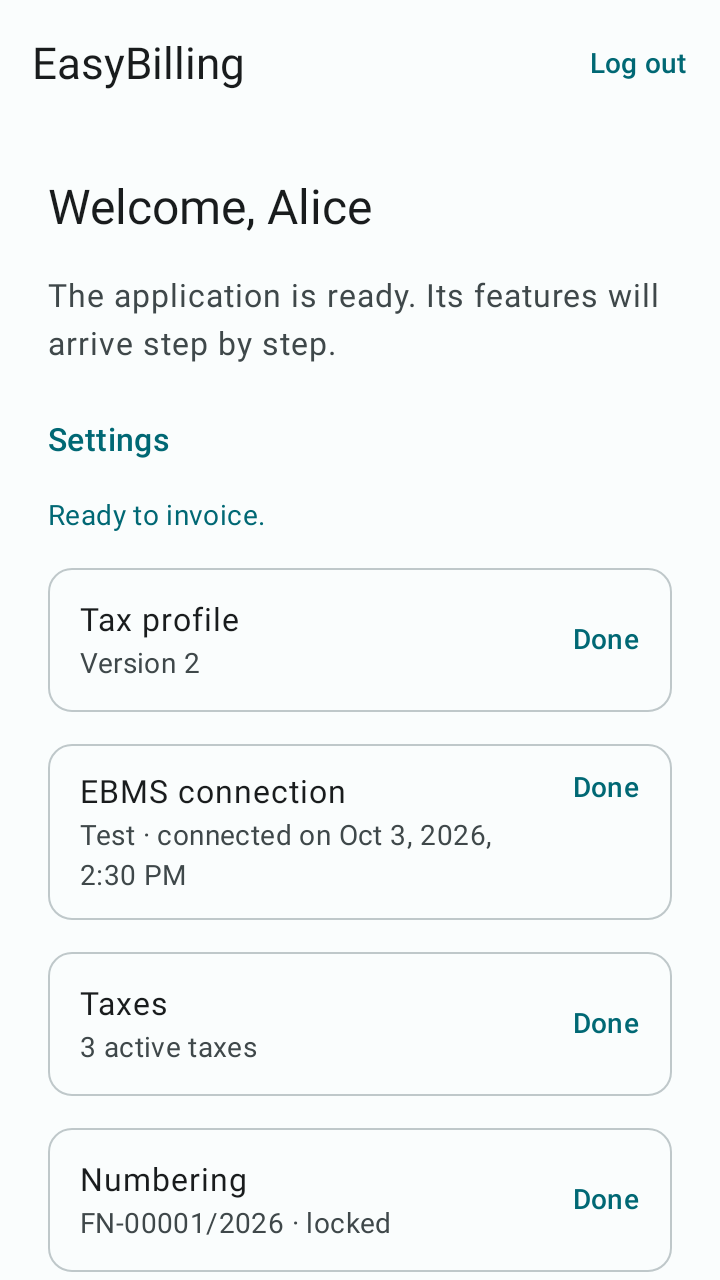 EasyBilling
Log out
Welcome, Alice
The application is ready. Its features will
arrive step by step.
Settings
Ready to invoice.
Tax profile
Version 2
Done
EBMS connection
Test · connected on Oct 3, 2026,
2:30 PM
Done
Taxes
3 active taxes
Done
Numbering
FN-00001/2026 · locked
Done